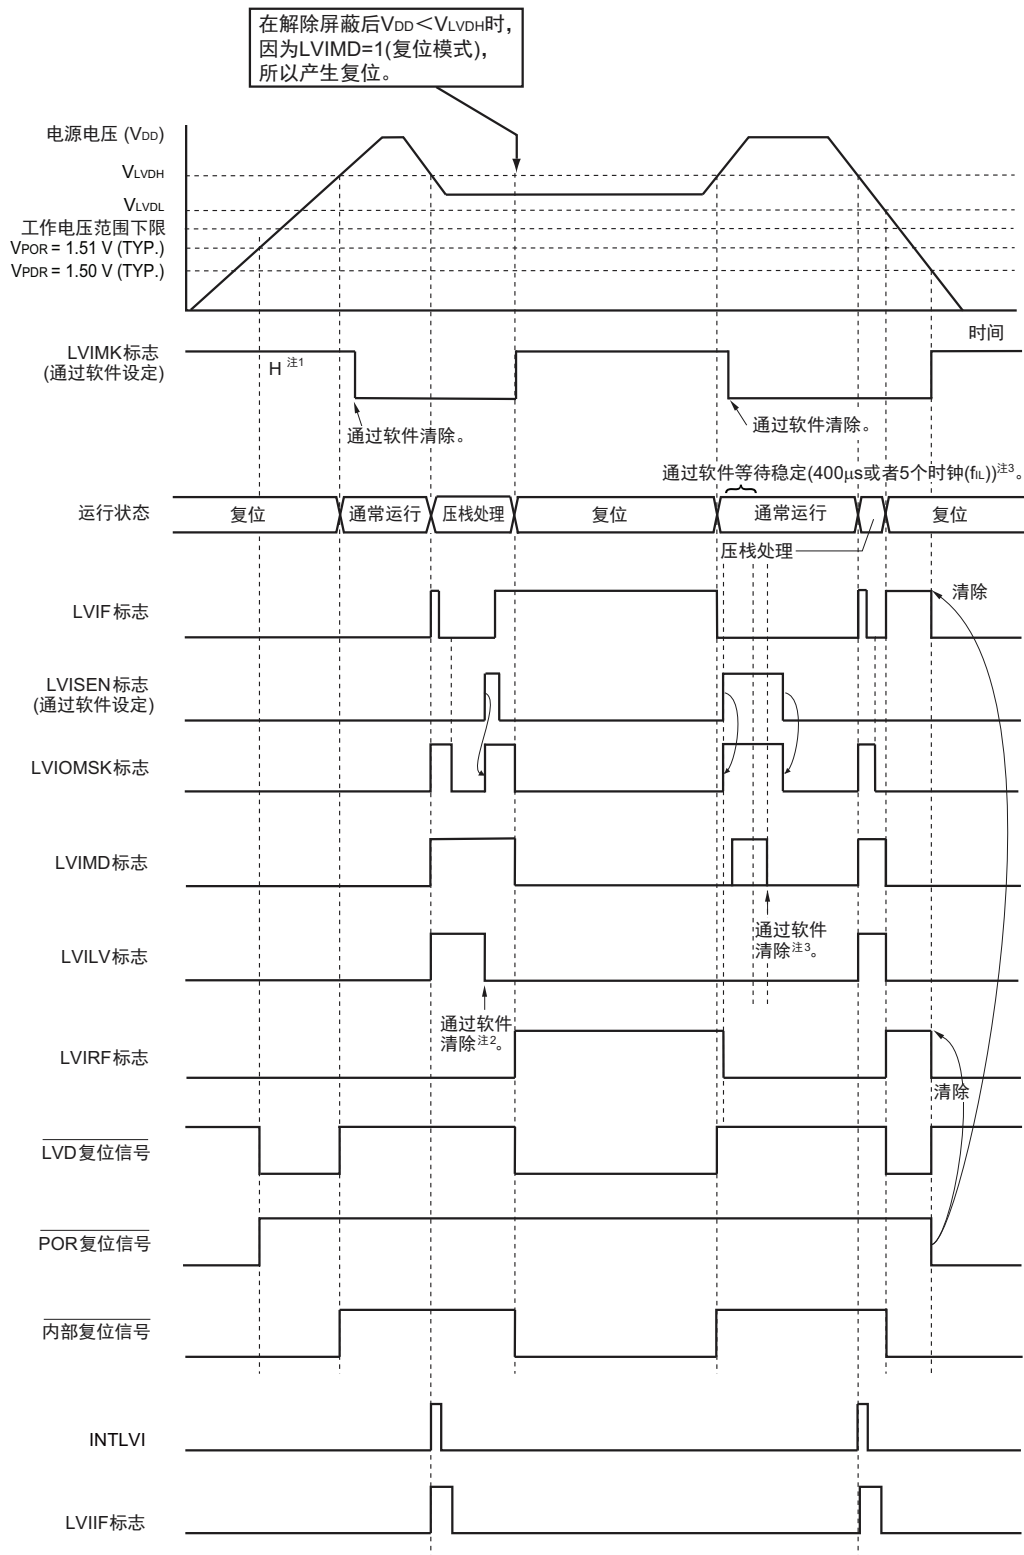 在解除屏蔽后VDD＜VLVDH时，
因为LVIMD=1(复位模式)，
所以产生复位。
电源电压 (VDD)
VLVDH
VLVDL
工作电压范围下限
VPOR = 1.51 V (TYP.)
VPDR = 1.50 V (TYP.)
时间
LVIMK标志
(通过软件设定)
H 注1
通过软件清除。
通过软件清除。
通过软件等待稳定(400μs或者5个时钟(fIL))注3。
运行状态
复位
通常运行
压栈处理
复位
通常运行
复位
压栈处理
LVIF标志
清除
LVISEN标志
(通过软件设定)
LVIOMSK标志
LVIMD标志
通过软件
清除注3。
LVILV标志
通过软件
清除注2。
LVIRF标志
清除
LVD复位信号
POR复位信号
内部复位信号
INTLVI
LVIIF标志